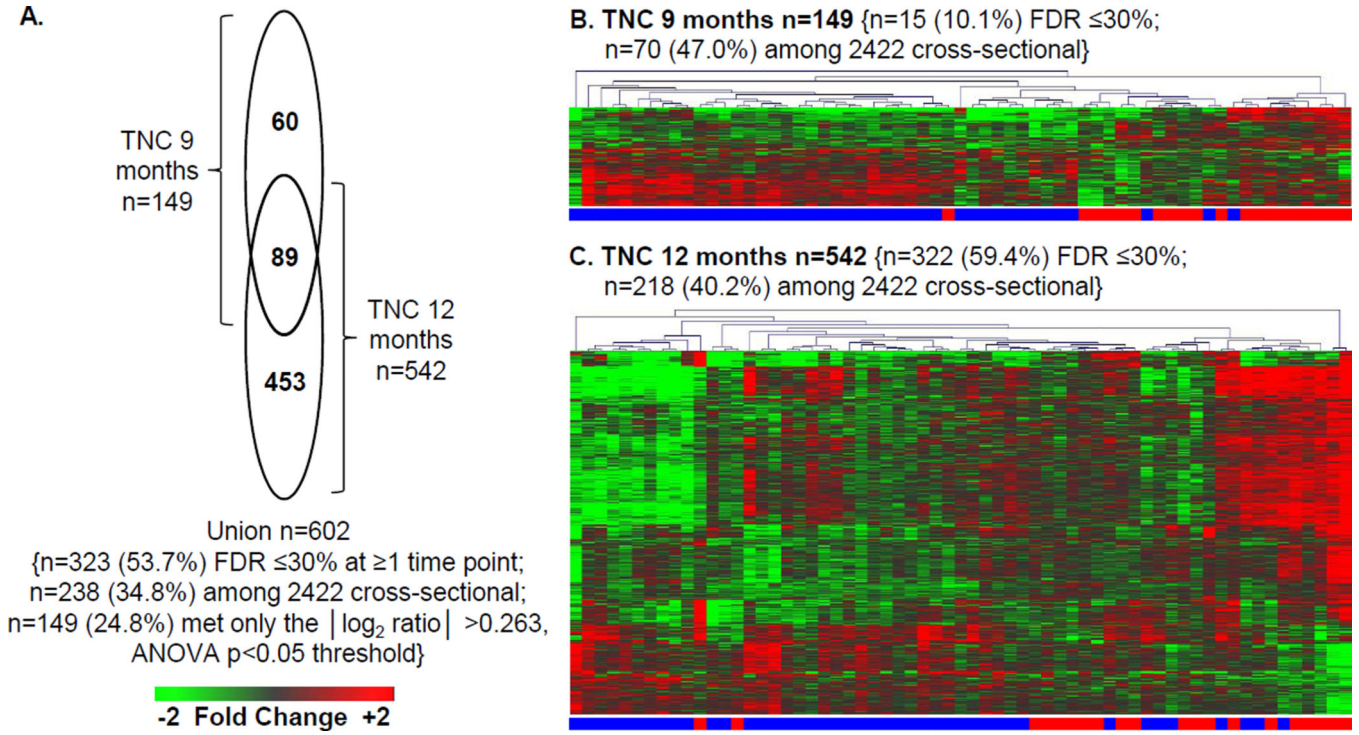 A.
60
TNC 9
months
n=149
89
TNC 12
months
n=542
453
Union n=602
{n=323 (53.7%) FDR ≤30% at ≥1 time point;
n=238 (34.8%) among 2422 cross-sectional;
n=149 (24.8%) met only the │log₂ ratio│ >0.263,
ANOVA p<0.05 threshold}
-2 Fold Change +2
B. TNC 9 months n=149 {n=15 (10.1%) FDR ≤30%;
n=70 (47.0%) among 2422 cross-sectional}
C. TNC 12 months n=542 {n=322 (59.4%) FDR ≤30%;
n=218 (40.2%) among 2422 cross-sectional}